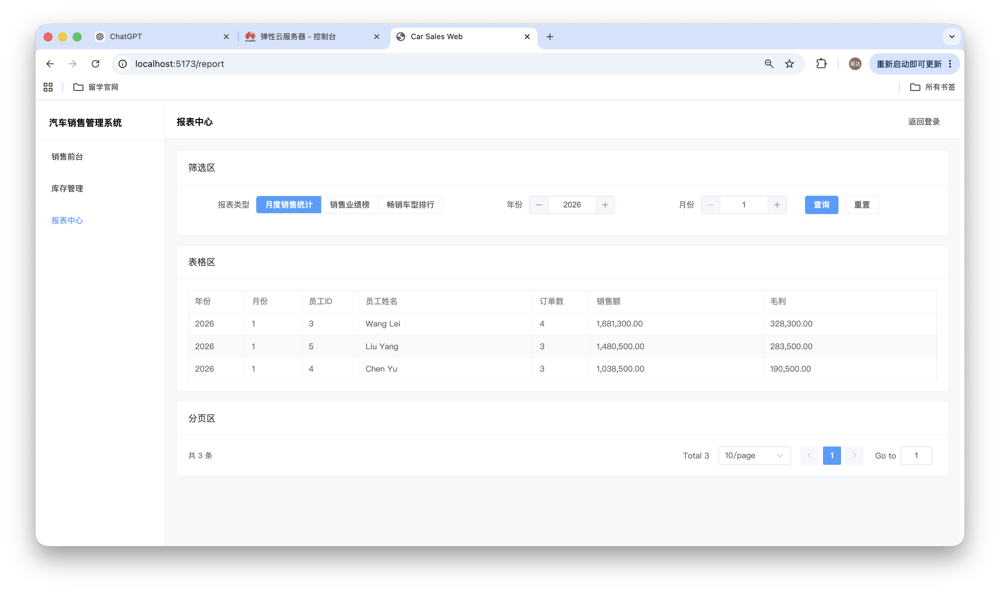 ChatGPT
弹性云服务器 - 控制台
Car Sales Web
localhost:5173/report
昊达
重新启动即可更新
留学官网
所有书签
汽车销售管理系统
报表中心
返回登录
销售前台
库存管理
报表中心
筛选区
报表类型 月度销售统计 销售业绩榜 畅销车型排行 年份 2026 月份 1 查询 重置
表格区
年份 月份 员工ID 员工姓名 订单数 销售额 毛利
2026 1 3 Wang Lei 4 1,681,300.00 328,300.00
2026 1 5 Liu Yang 3 1,480,500.00 283,500.00
2026 1 4 Chen Yu 3 1,038,500.00 190,500.00
分页区
共 3 条 Total 3 10/page 1 Go to 1